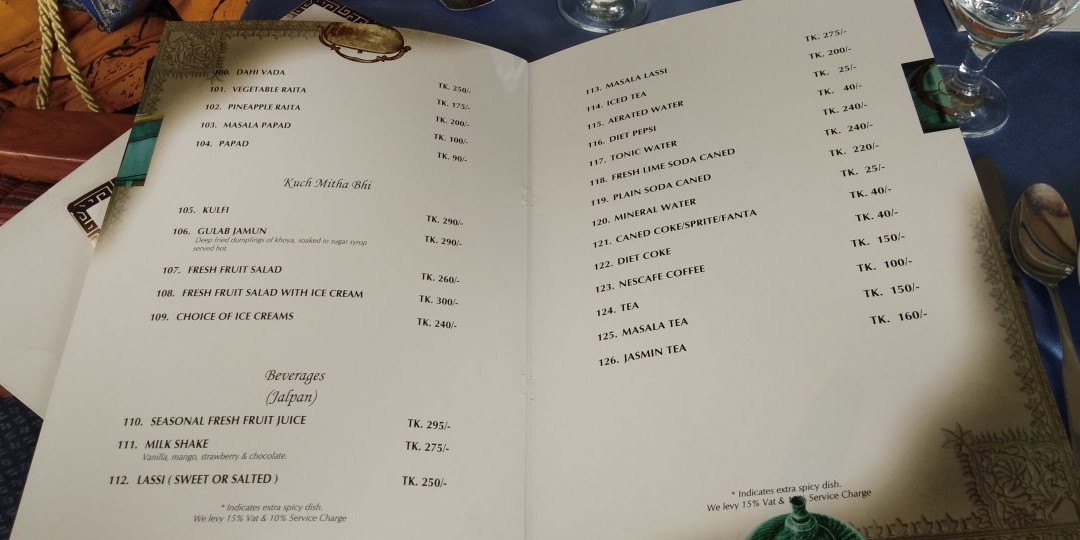 100. DAHI VADA TK. 250/-
101. VEGETABLE RAITA TK. 175/-
102. PINEAPPLE RAITA TK. 200/-
103. MASALA PAPAD TK. 100/-
104. PAPAD TK. 90/-
Kuch Mitha Bhi
105. KULFI TK. 290/-
106. GULAB JAMUN TK. 290/-
Deep fried dumplings of khoya, soaked in sugar syrup
served hot.
107. FRESH FRUIT SALAD TK. 260/-
108. FRESH FRUIT SALAD WITH ICE CREAM TK. 300/-
109. CHOICE OF ICE CREAMS TK. 240/-
Beverages
(Jalpan)
110. SEASONAL FRESH FRUIT JUICE TK. 295/-
111. MILK SHAKE TK. 275/-
Vanilla, mango, strawberry & chocolate.
112. LASSI ( SWEET OR SALTED ) TK. 250/-
* Indicates extra spicy dish.
We levy 15% Vat & 10% Service Charge
113. MASALA LASSI TK. 275/-
114. ICED TEA TK. 200/-
115. AERATED WATER TK. 25/-
116. DIET PEPSI TK. 40/-
117. TONIC WATER TK. 240/-
118. FRESH LIME SODA CANED TK. 240/-
119. PLAIN SODA CANED TK. 220/-
120. MINERAL WATER TK. 25/-
121. CANED COKE/SPRITE/FANTA TK. 40/-
122. DIET COKE TK. 40/-
123. NESCAFE COFFEE TK. 150/-
124. TEA TK. 100/-
125. MASALA TEA TK. 150/-
126. JASMIN TEA TK. 160/-
* Indicates extra spicy dish.
We levy 15% Vat & 10% Service Charge